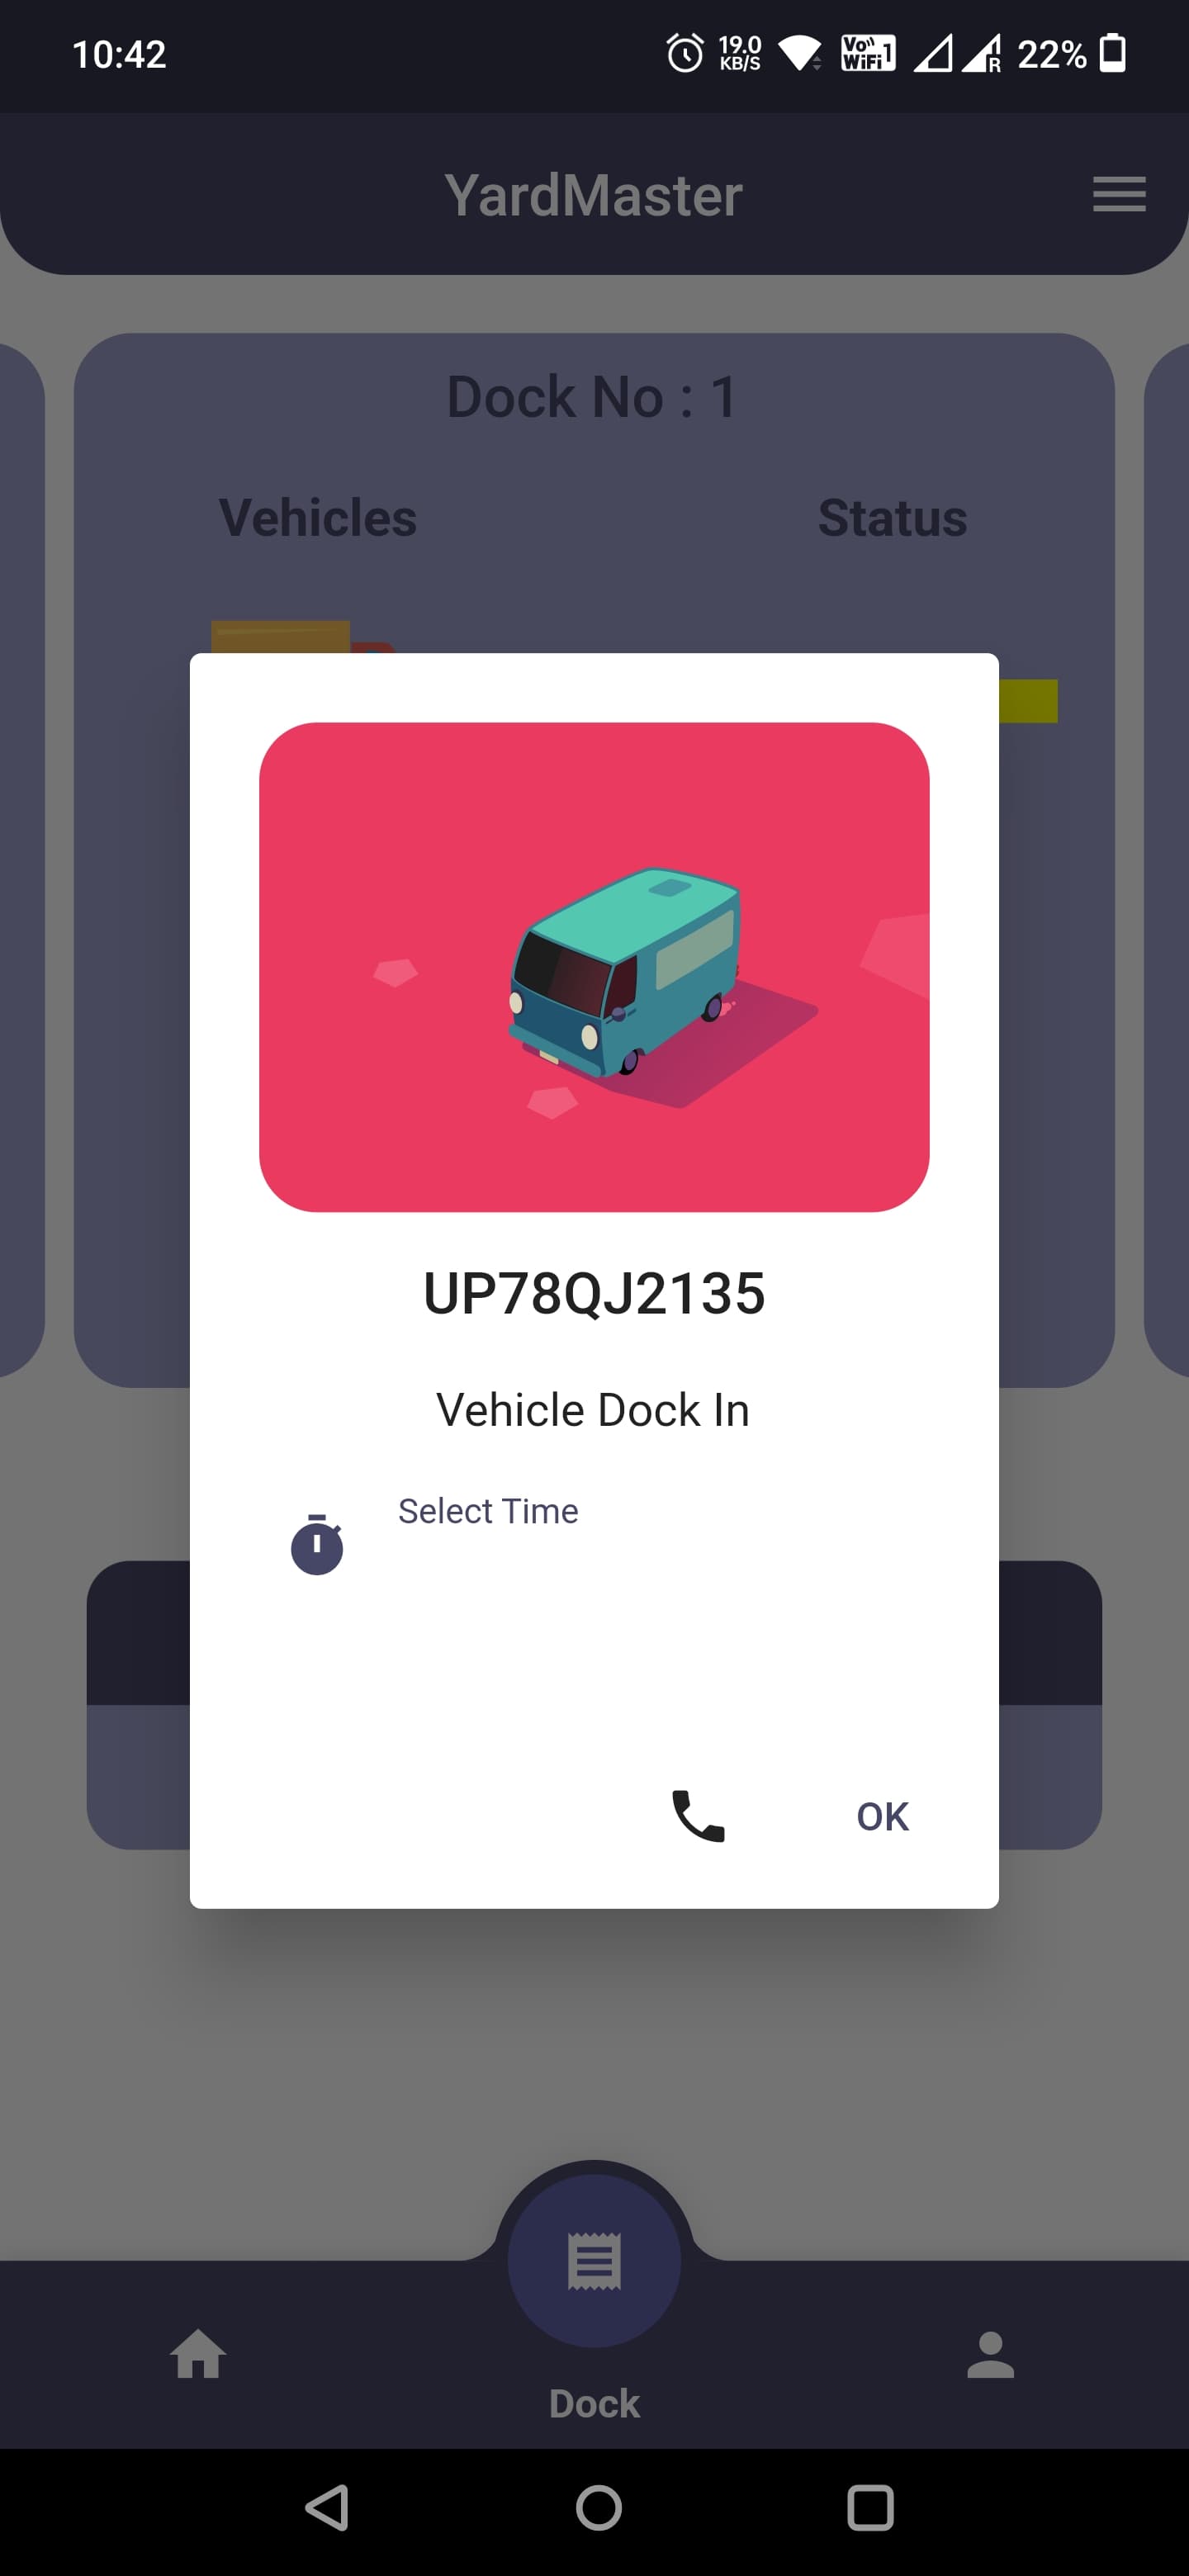 10:42
19.0
KB/S
Vo
WiFi 1
R
22%
YardMaster
Dock No : 1
Vehicles
Status
UP78QJ2135
Vehicle Dock In
Select Time
OK
Dock